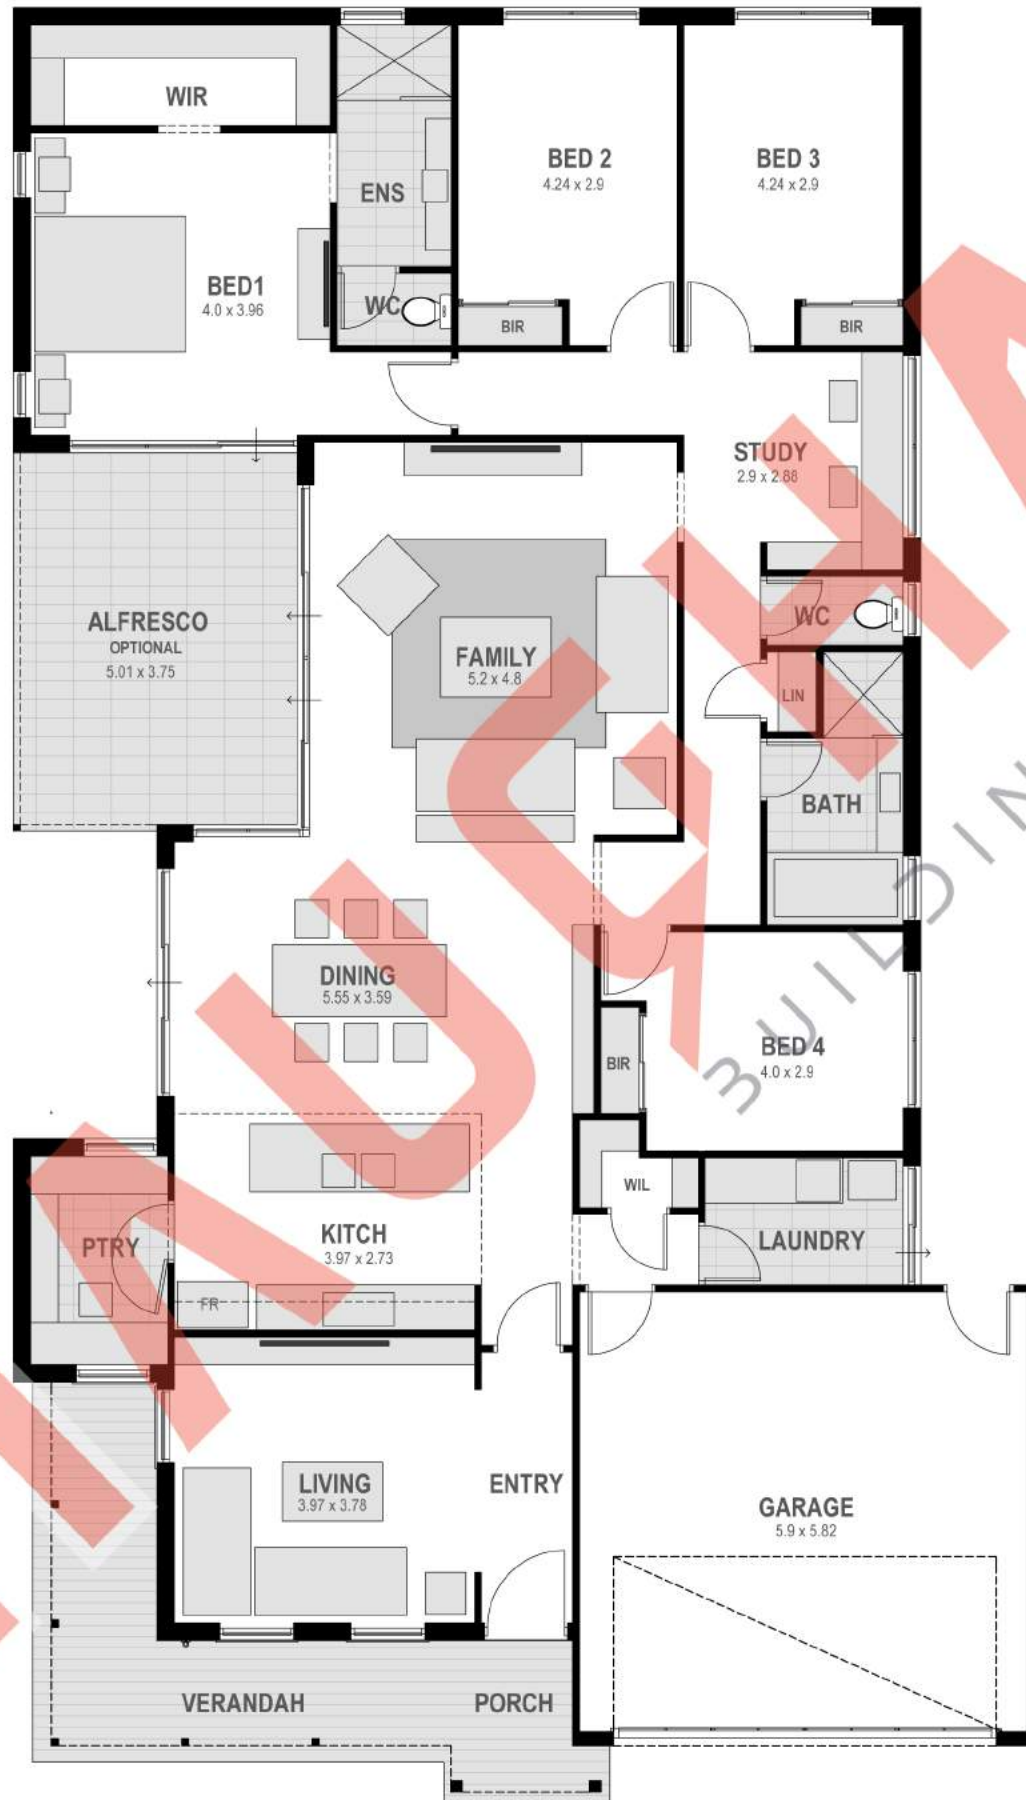 WIR
BED 2
4.24 x 2.9
BED 3
4.24 x 2.9
ENS
BED1
4.0 x 3.96
WC
BIR
BIR
STUDY
2.9 x 2.88
ALFRESCO
OPTIONAL
5.01 x 3.75
FAMILY
5.2 x 4.8
WC
LIN
BATH
DINING
5.55 x 3.59
BIR
BED 4
4.0 x 2.9
WIL
LAUNDRY
PTRY
KITCH
3.97 x 2.73
FR
LIVING
3.97 x 3.78
ENTRY
GARAGE
5.9 x 5.82
VERANDAH
PORCH